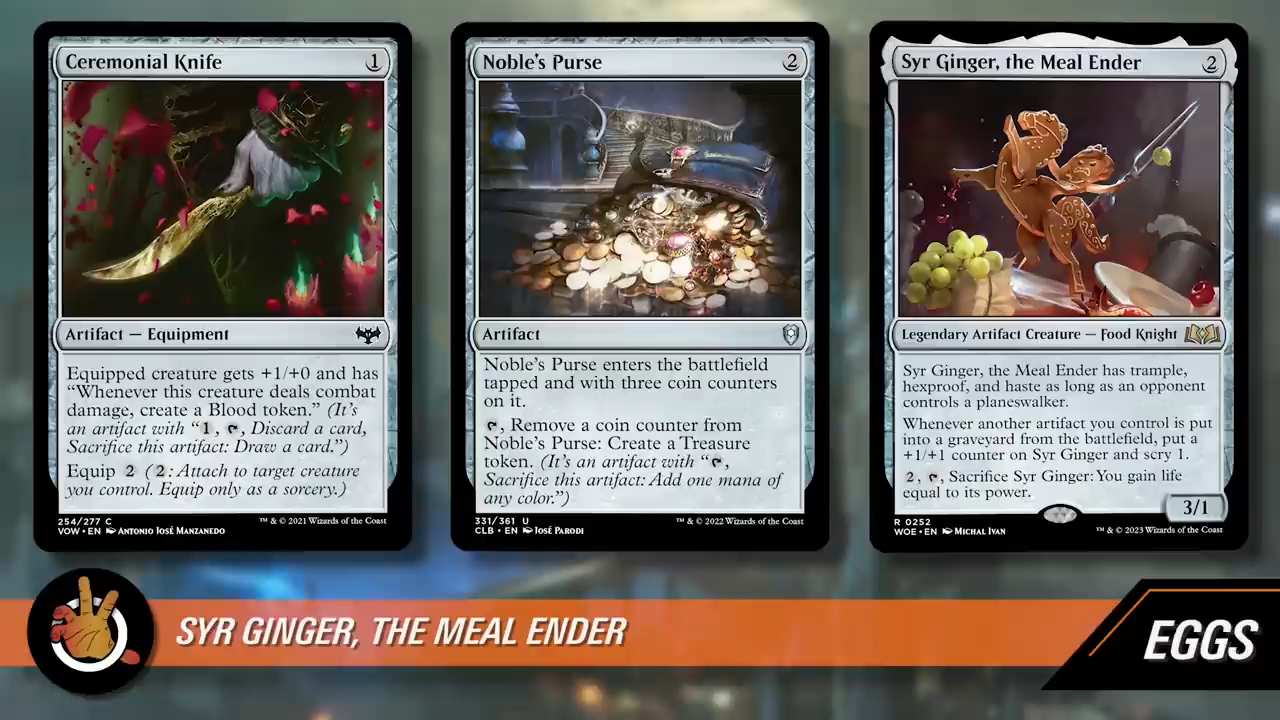 Ceremonial Knife 1
Artifact — Equipment
Equipped creature gets +1/+0 and has
“Whenever this creature deals combat
damage, create a Blood token.” (It’s
an artifact with “1, T, Discard a card,
Sacrifice this artifact: Draw a card.”)
Equip 2 (2: Attach to target creature
you control. Equip only as a sorcery.)
254/277 C
VOW • EN Antonio José Manzanedo
™ & © 2021 Wizards of the Coast
Noble’s Purse 2
Artifact
Noble’s Purse enters the battlefield
tapped and with three coin counters
on it.
T, Remove a coin counter from
Noble’s Purse: Create a Treasure
token. (It’s an artifact with “T,
Sacrifice this artifact: Add one mana of
any color.”)
331/361 U
CLB • EN José Parodi
™ & © 2022 Wizards of the Coast
Syr Ginger, the Meal Ender 2
Legendary Artifact Creature — Food Knight
Syr Ginger, the Meal Ender has trample,
hexproof, and haste as long as an opponent
controls a planeswalker.
Whenever another artifact you control is put
into a graveyard from the battlefield, put a
+1/+1 counter on Syr Ginger and scry 1.
2, T, Sacrifice Syr Ginger: You gain life
equal to its power.
3/1
R 0252
WOE • EN Michal Ivan
™ & © 2023 Wizards of the Coast
SYR GINGER, THE MEAL ENDER
EGGS